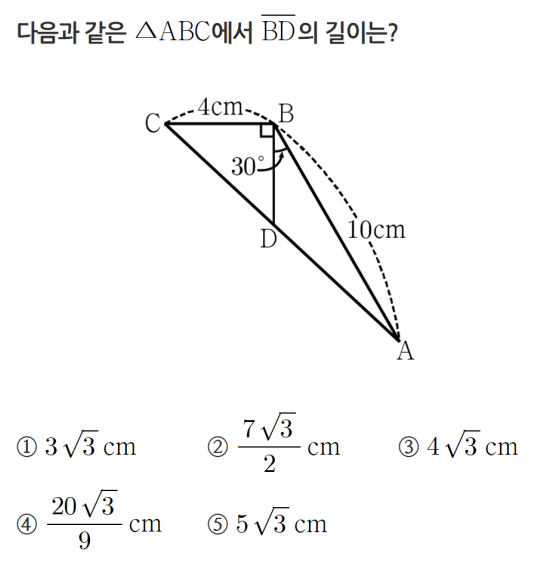 다음과 같은 △ABC에서 \overline{BD}의 길이는?
4cm
C
B
30°
10cm
D
A
① 3√3 cm ② 7√3/2 cm ③ 4√3 cm
④ 20√3/9 cm ⑤ 5√3 cm